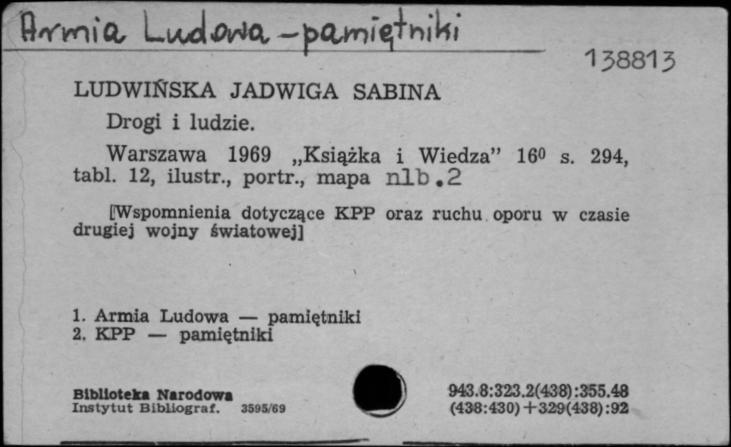 Armia Ludowa - pamiętniki
138813
LUDWIŃSKA JADWIGA SABINA
Drogi i ludzie.
Warszawa 1969 „Książka i Wiedza” 16⁰ s. 294,
tabl. 12, ilustr., portr., mapa nlb.2
[Wspomnienia dotyczące KPP oraz ruchu oporu w czasie
drugiej wojny światowej]
1. Armia Ludowa — pamiętniki
2. KPP — pamiętniki
Biblioteka Narodowa
Instytut Bibliograf. 3595/69
943.8:323.2(438):355.48
(438:430)+329(438):92